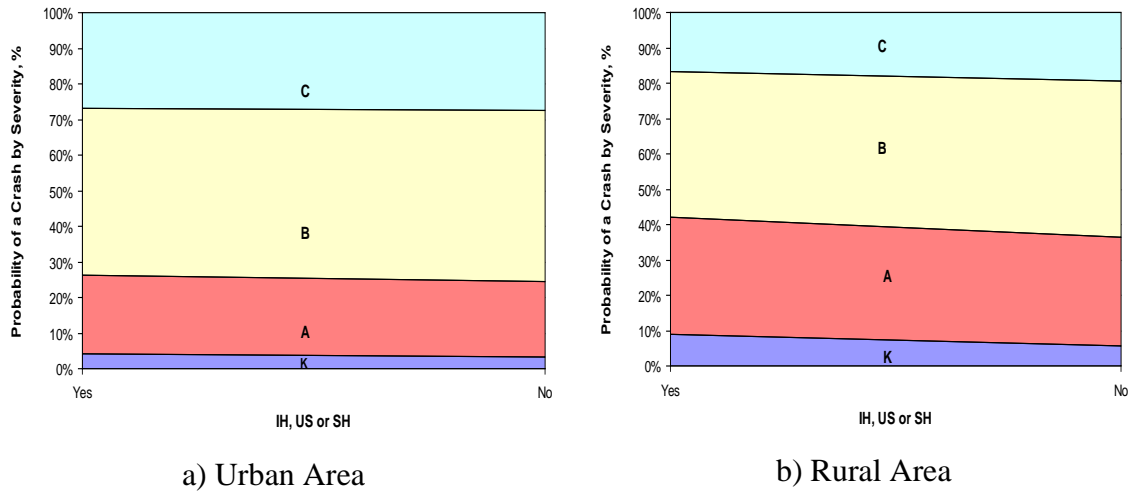 Probability of a Crash by Severity, %
100%
90%
80%
70%
60%
50%
40%
30%
20%
10%
0%
C
B
A
K
Yes
No
IH, US or SH
a) Urban Area
Probability of a Crash by Severity, %
100%
90%
80%
70%
60%
50%
40%
30%
20%
10%
0%
C
B
A
K
Yes
No
IH, US or SH
b) Rural Area